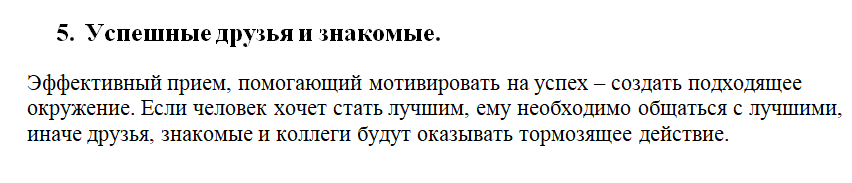 5. Успешные друзья и знакомые.
Эффективный прием, помогающий мотивировать на успех – создать подходящее
окружение. Если человек хочет стать лучшим, ему необходимо общаться с лучшими,
иначе друзья, знакомые и коллеги будут оказывать тормозящее действие.